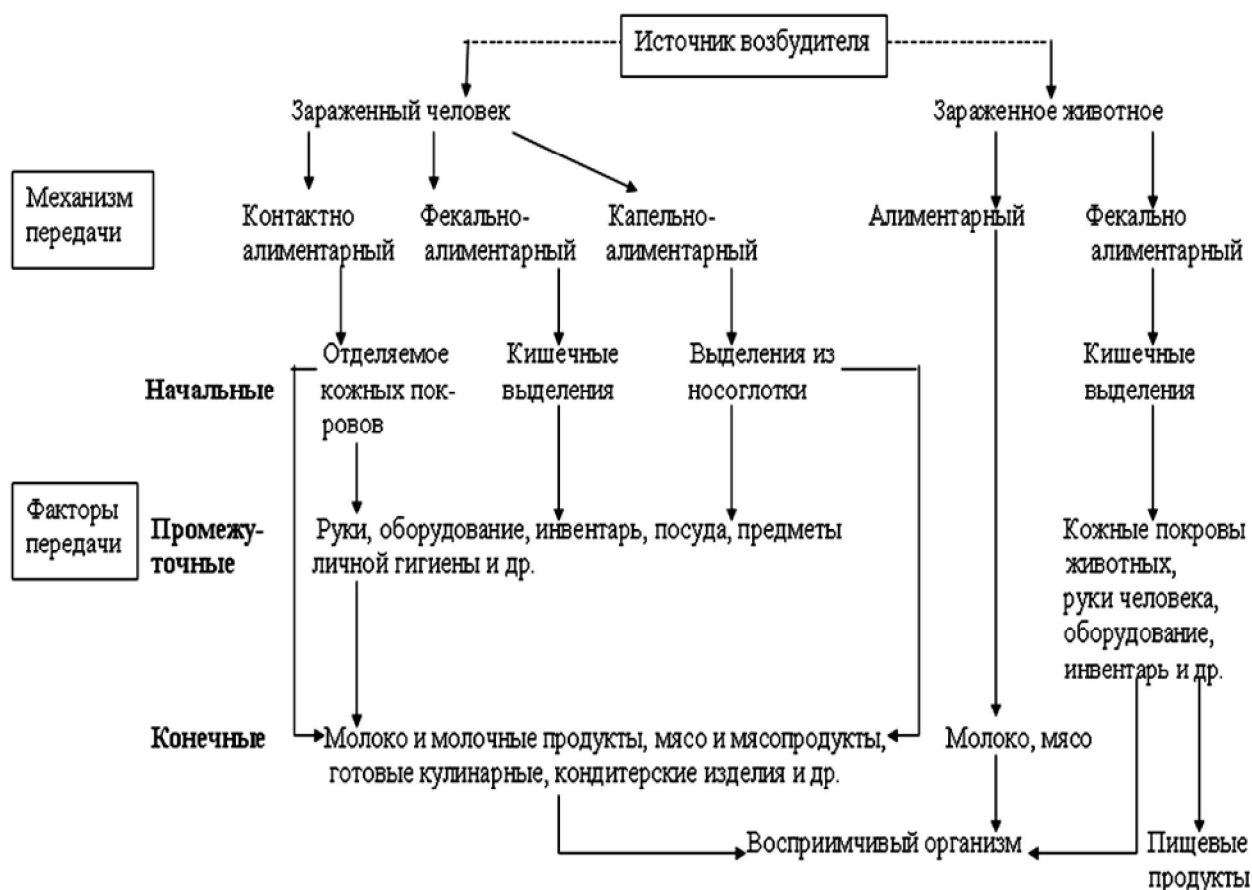 Источник возбудителя
Зараженный человек
Зараженное животное
Механизм
передачи
Контактно
алиментарный
Фекально-
алиментарный
Капельно-
алиментарный
Алиментарный
Фекально
алиментарный
Начальные
Отделяемое
кожных пок-
ровов
Кишечные
выделения
Выделения из
носоглотки
Кишечные
выделения
Факторы
передачи
Промежу-
точные
Руки, оборудование, инвентарь, посуда, предметы
личной гигиены и др.
Кожные покровы
животных,
руки человека,
оборудование,
инвентарь и др.
Конечные
Молоко и молочные продукты, мясо и мясопродукты,
готовые кулинарные, кондитерские изделия и др.
Молоко, мясо
Восприимчивый организм
Пищевые
продукты